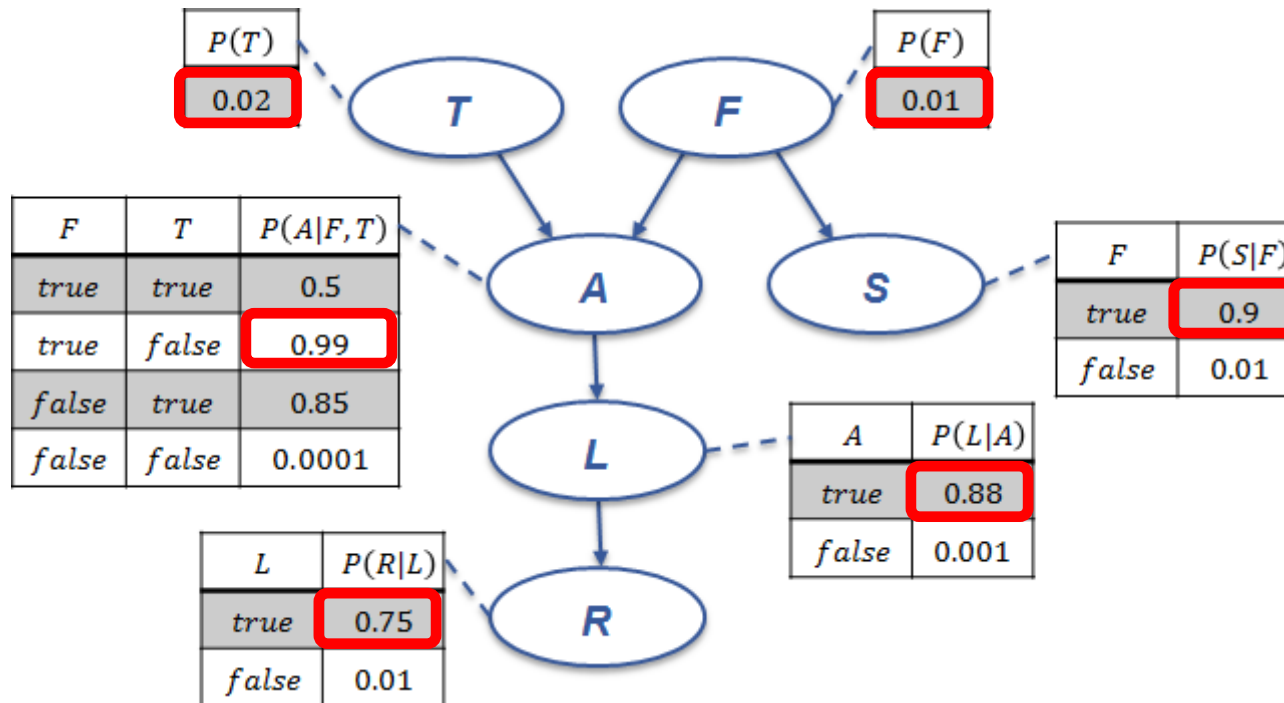 P(T)
0.02
T
F
P(F)
0.01
F T P(A|F,T)
true true 0.5
true false 0.99
false true 0.85
false false 0.0001
A
S
F P(S|F)
true 0.9
false 0.01
L
A P(L|A)
true 0.88
false 0.001
L P(R|L)
true 0.75
false 0.01
R